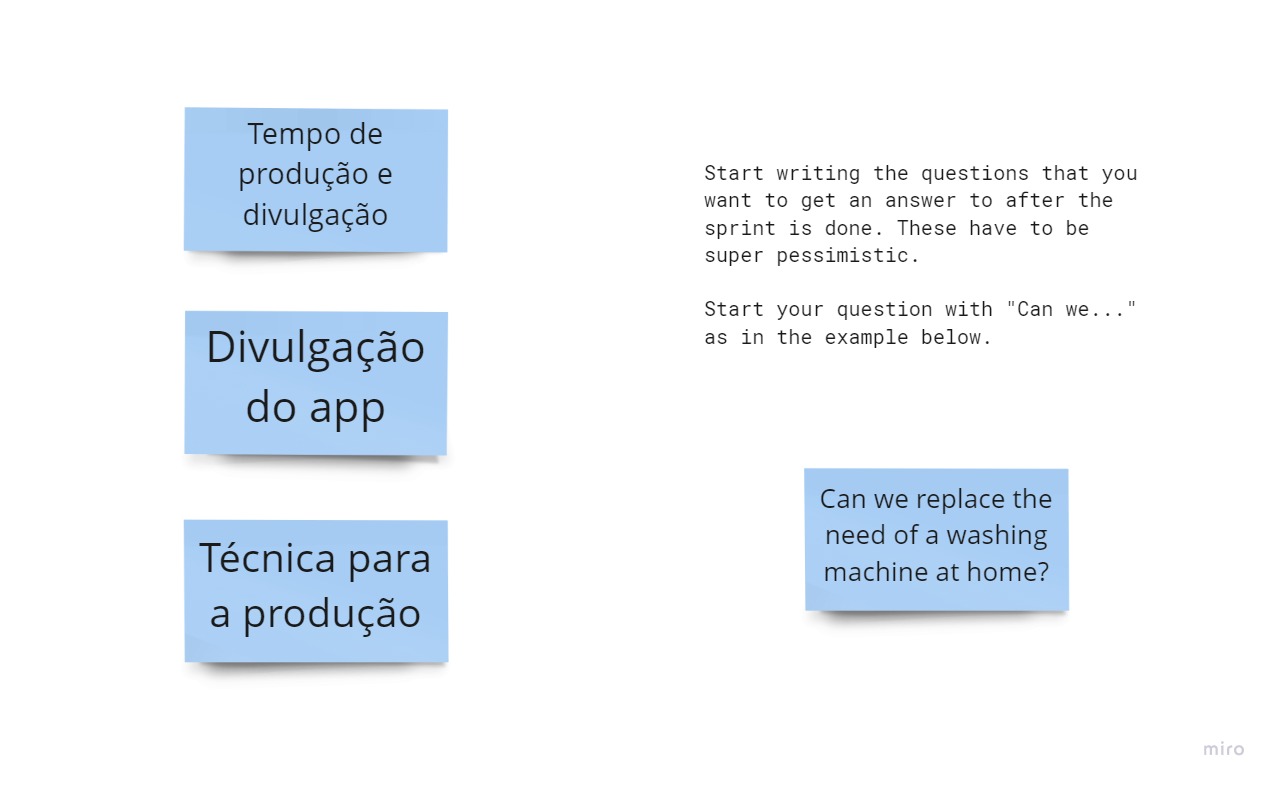 Tempo de
produção e
divulgação
Divulgação
do app
Técnica para
a produção
Start writing the questions that you
want to get an answer to after the
sprint is done. These have to be
super pessimistic.
Start your question with "Can we..."
as in the example below.
Can we replace the
need of a washing
machine at home?
miro